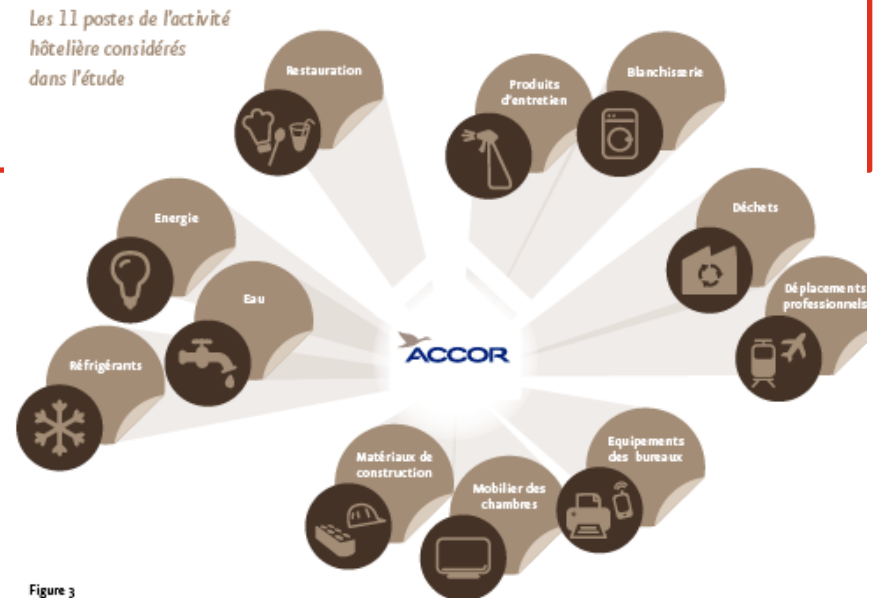 Les 11 postes de l'activité
hôtelière considérés
dans l'étude
Restauration
Produits
d'entretien
Blanchisserie
Energie
Déchets
Eau
Déplacements
professionnels
Réfrigérants
ACCOR
Matériaux de
construction
Mobilier des
chambres
Equipements
des bureaux
Figure 3